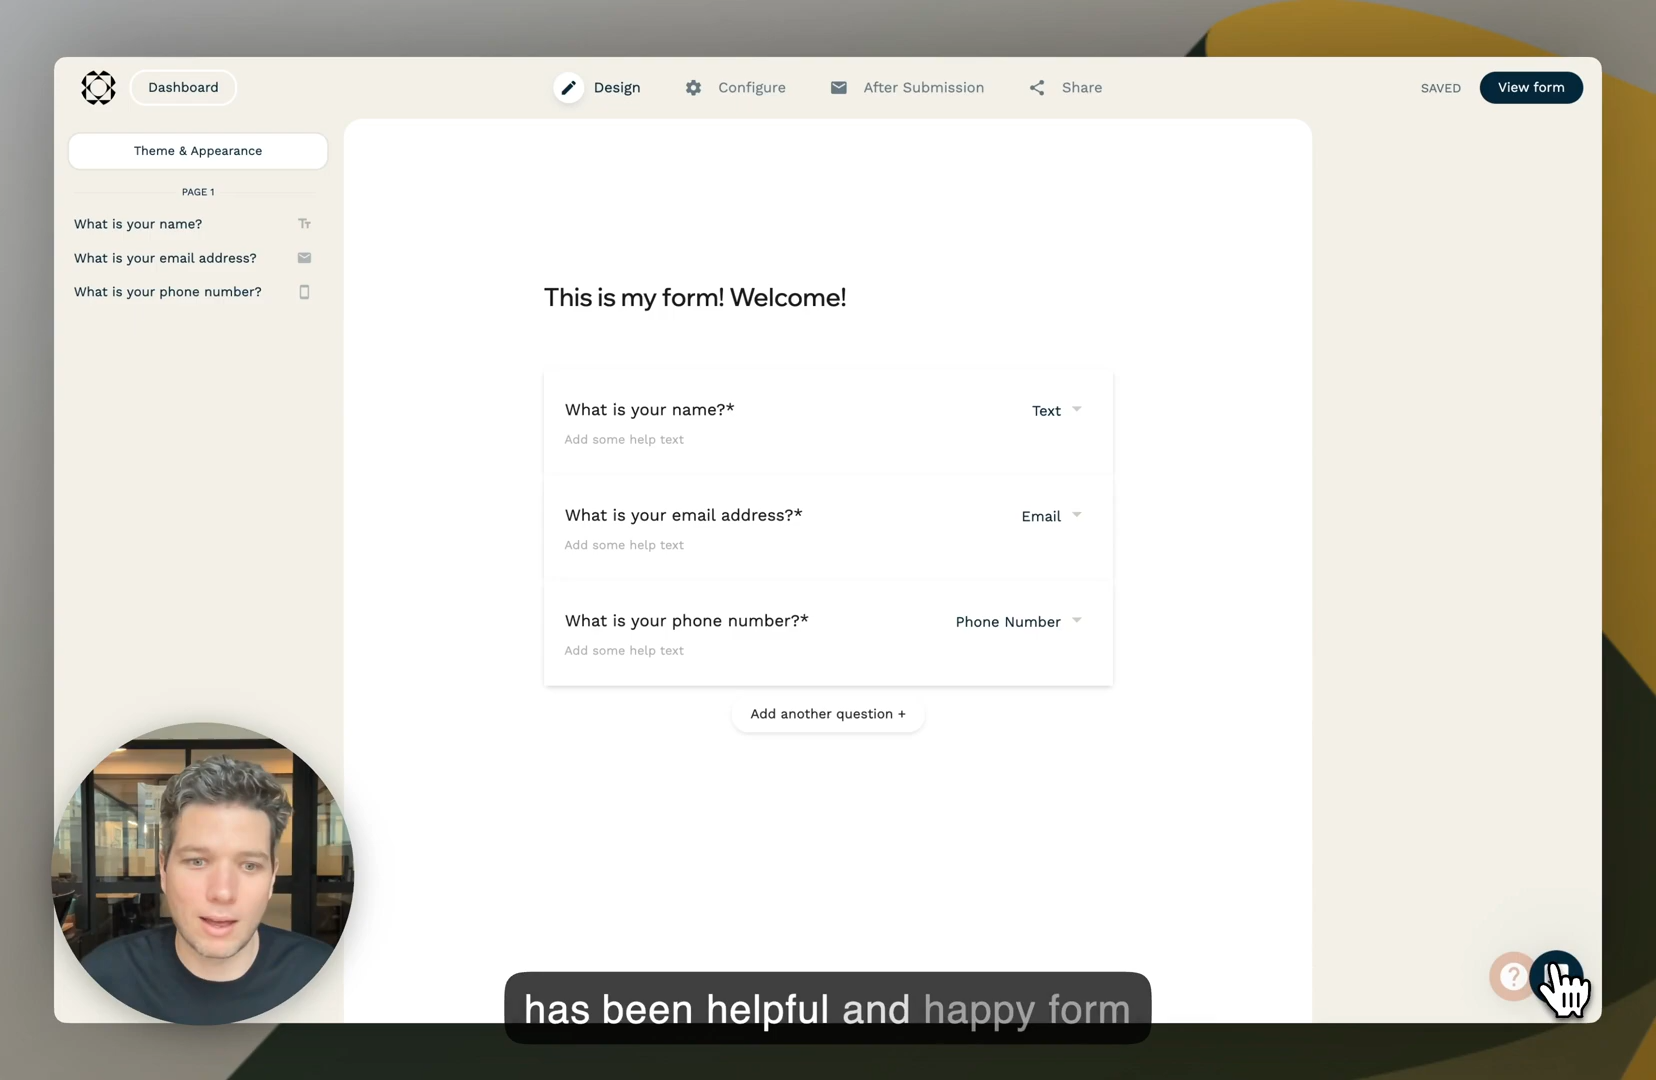 Dashboard
Design
Configure
After Submission
Share
SAVED
View form
Theme & Appearance
PAGE 1
What is your name?
Tт
What is your email address?
What is your phone number?
This is my form! Welcome!
What is your name?*
Text
Add some help text
What is your email address?*
Email
Add some help text
What is your phone number?*
Phone Number
Add some help text
Add another question +
?
has been helpful and happy form